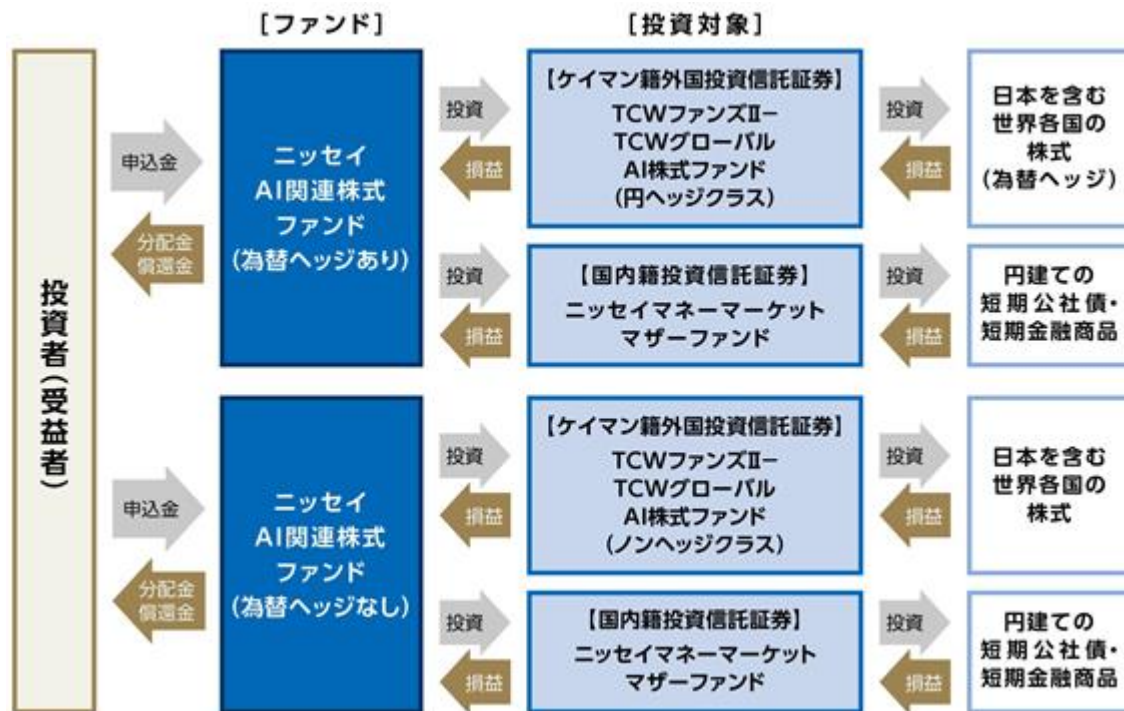 ［ファンド］
［投資対象］
投資者（受益者）
申込金
分配金
償還金
ニッセイ
AI関連株式
ファンド
（為替ヘッジあり）
投資
損益
【ケイマン籍外国投資信託証券】
TCWファンズⅡ－
TCWグローバル
AI株式ファンド
（円ヘッジクラス）
投資
損益
日本を含む
世界各国の
株式
（為替ヘッジ）
投資
損益
【国内籍投資信託証券】
ニッセイマネーマーケット
マザーファンド
投資
損益
円建ての
短期公社債・
短期金融商品
申込金
分配金
償還金
ニッセイ
AI関連株式
ファンド
（為替ヘッジなし）
投資
損益
【ケイマン籍外国投資信託証券】
TCWファンズⅡ－
TCWグローバル
AI株式ファンド
（ノンヘッジクラス）
投資
損益
日本を含む
世界各国の
株式
投資
損益
【国内籍投資信託証券】
ニッセイマネーマーケット
マザーファンド
投資
損益
円建ての
短期公社債・
短期金融商品